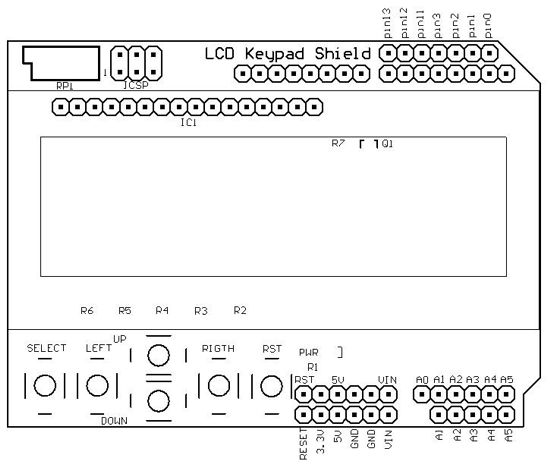 pin13 pin12 pin11 pin3 pin2 pin1 pin0
LCD Keypad Shield
1
RP1 ICSP
IC1
R7 Q1
R6 R5 R4 R3 R2
UP
SELECT LEFT RIGTH RST PWR
R1
RST 5V VIN A0 A1 A2 A3 A4 A5
DOWN
RESET 3.3V 5V GND GND VIN A1 A2 A3 A4 A5